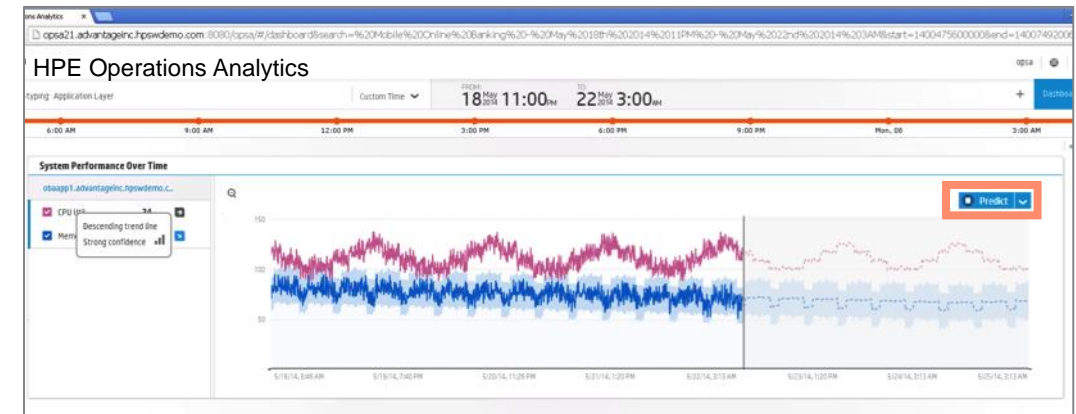 ons Analytics ×
opsa21.advantageinc.hpswdemo.com:8080/opsa/#/dashboard&search=%20Mobile%20Online%20Banking%20-%20May%2018th%202014%2011PM%20-%20May%2022nd%202014%203AM&start=1400475600000&end=14007492006
HPE Operations Analytics
opsa
typing: Application Layer
Custom Time
FROM: 18 May 2014 11:00 PM
TO: 22 May 2014 3:00 AM
+ Dashboa
6:00 AM 9:00 AM 12:00 PM 3:00 PM 6:00 PM 9:00 PM Mon, 08 3:00 AM
System Performance Over Time
obaapp1.advantageinc.hpswdemo.c...
Predict
CPU Util
Descending trend line
Strong confidence
150
100
50
5/19/14, 3:46 AM 5/19/14, 7:40 PM 5/20/14, 11:26 PM 5/21/14, 1:20 PM 5/22/14, 3:13 AM 5/23/14, 1:20 PM 5/24/14, 3:13 AM 5/25/14, 3:13 AM